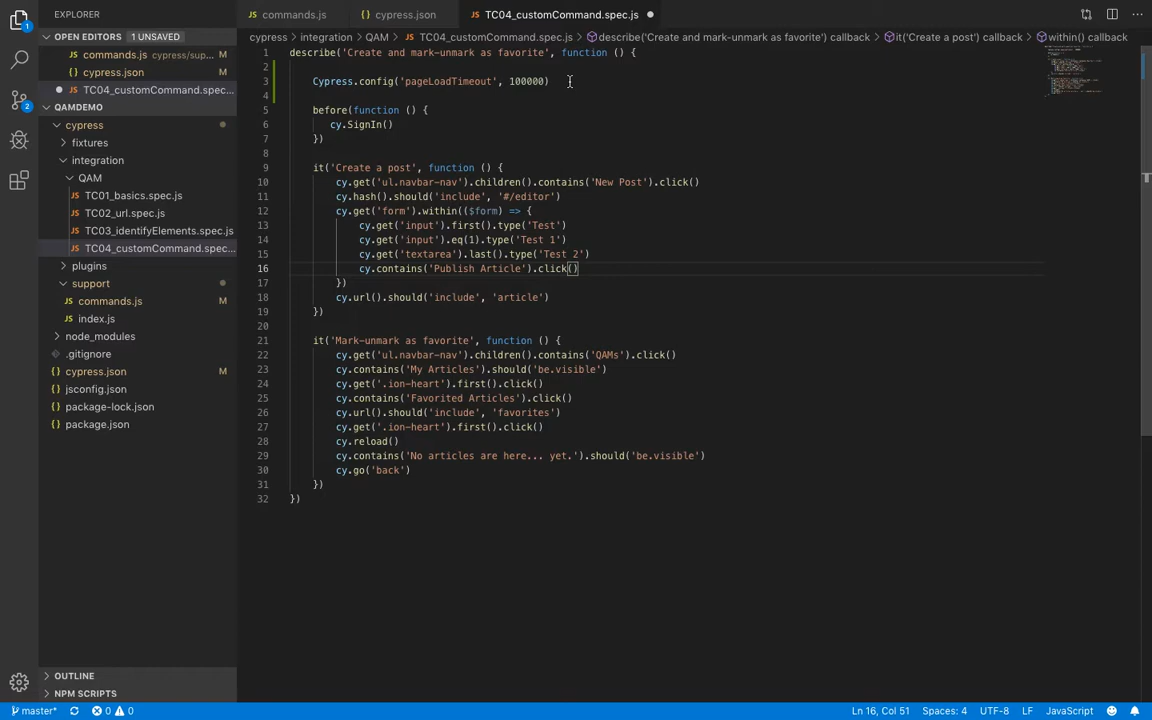 EXPLORER
OPEN EDITORS 1 UNSAVED
commands.js cypress/sup...
cypress.json
TC04_customCommand.spec...
QAMDEMO
cypress
fixtures
integration
QAM
TC01_basics.spec.js
TC02_url.spec.js
TC03_identifyElements.spec.js
TC04_customCommand.spec...
plugins
support
commands.js
index.js
node_modules
.gitignore
cypress.json
jsconfig.json
package-lock.json
package.json
OUTLINE
NPM SCRIPTS
commands.js cypress.json TC04_customCommand.spec.js
cypress > integration > QAM > TC04_customCommand.spec.js > describe('Create and mark-unmark as favorite') callback > it('Create a post') callback > within() callback
1 describe('Create and mark-unmark as favorite', function () {
2
3 Cypress.config('pageLoadTimeout', 100000)
4
5 before(function () {
6 cy.SignIn()
7 })
8
9 it('Create a post', function () {
10 cy.get('ul.navbar-nav').children().contains('New Post').click()
11 cy.hash().should('include', '#/editor')
12 cy.get('form').within(($form) => {
13 cy.get('input').first().type('Test')
14 cy.get('input').eq(1).type('Test 1')
15 cy.get('textarea').last().type('Test 2')
16 cy.contains('Publish Article').click()
17 })
18 cy.url().should('include', 'article')
19 })
20
21 it('Mark-unmark as favorite', function () {
22 cy.get('ul.navbar-nav').children().contains('QAMs').click()
23 cy.contains('My Articles').should('be.visible')
24 cy.get('.ion-heart').first().click()
25 cy.contains('Favorited Articles').click()
26 cy.url().should('include', 'favorites')
27 cy.get('.ion-heart').first().click()
28 cy.reload()
29 cy.contains('No articles are here... yet.').should('be.visible')
30 cy.go('back')
31 })
32 })
M
M
M
M
1
2
master* 0 0 Ln 16, Col 51 Spaces: 4 UTF-8 LF JavaScript